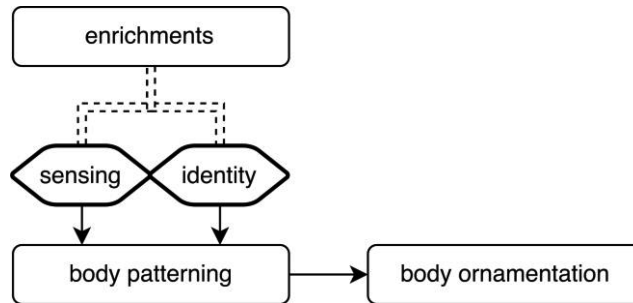 enrichments
sensing identity
body patterning body ornamentation